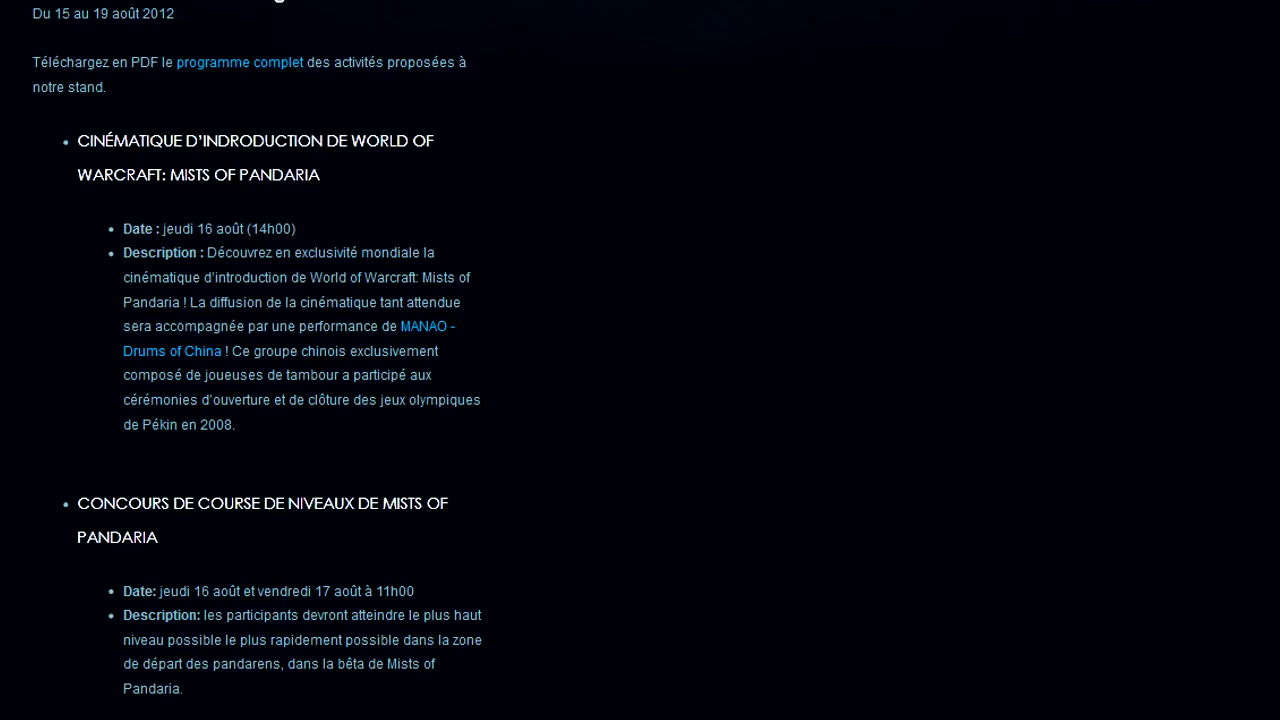 Du 15 au 19 août 2012
Téléchargez en PDF le programme complet des activités proposées à
notre stand.
• CINÉMATIQUE D’INDRODUCTION DE WORLD OF
WARCRAFT: MISTS OF PANDARIA
• Date : jeudi 16 août (14h00)
• Description : Découvrez en exclusivité mondiale la
cinématique d’introduction de World of Warcraft: Mists of
Pandaria ! La diffusion de la cinématique tant attendue
sera accompagnée par une performance de MANAO -
Drums of China ! Ce groupe chinois exclusivement
composé de joueuses de tambour a participé aux
cérémonies d’ouverture et de clôture des jeux olympiques
de Pékin en 2008.
• CONCOURS DE COURSE DE NIVEAUX DE MISTS OF
PANDARIA
• Date: jeudi 16 août et vendredi 17 août à 11h00
• Description: les participants devront atteindre le plus haut
niveau possible le plus rapidement possible dans la zone
de départ des pandarens, dans la bêta de Mists of
Pandaria.